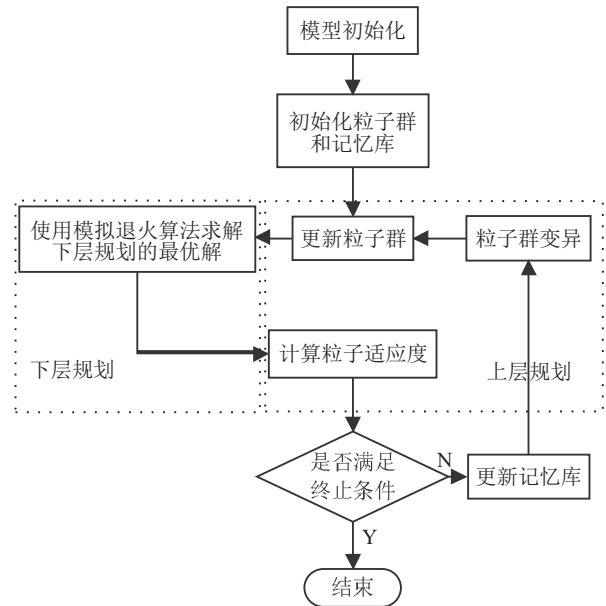 模型初始化
初始化粒子群
和记忆库
使用模拟退火算法求解
下层规划的最优解
更新粒子群
粒子群变异
计算粒子适应度
下层规划
上层规划
是否满足
终止条件
N
更新记忆库
Y
结束